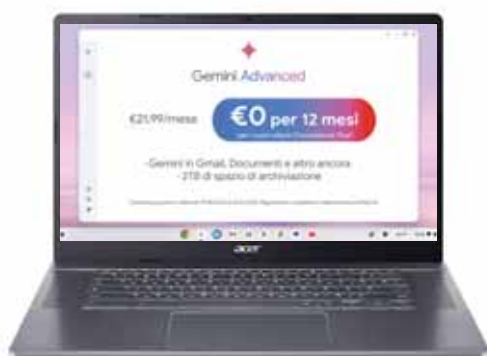 Gemini Advanced
€21,99/mese
€0 per 12 mesi
-Gemini in Gmail, Documenti e altro ancora
-2TB di spazio di archiviazione
acer